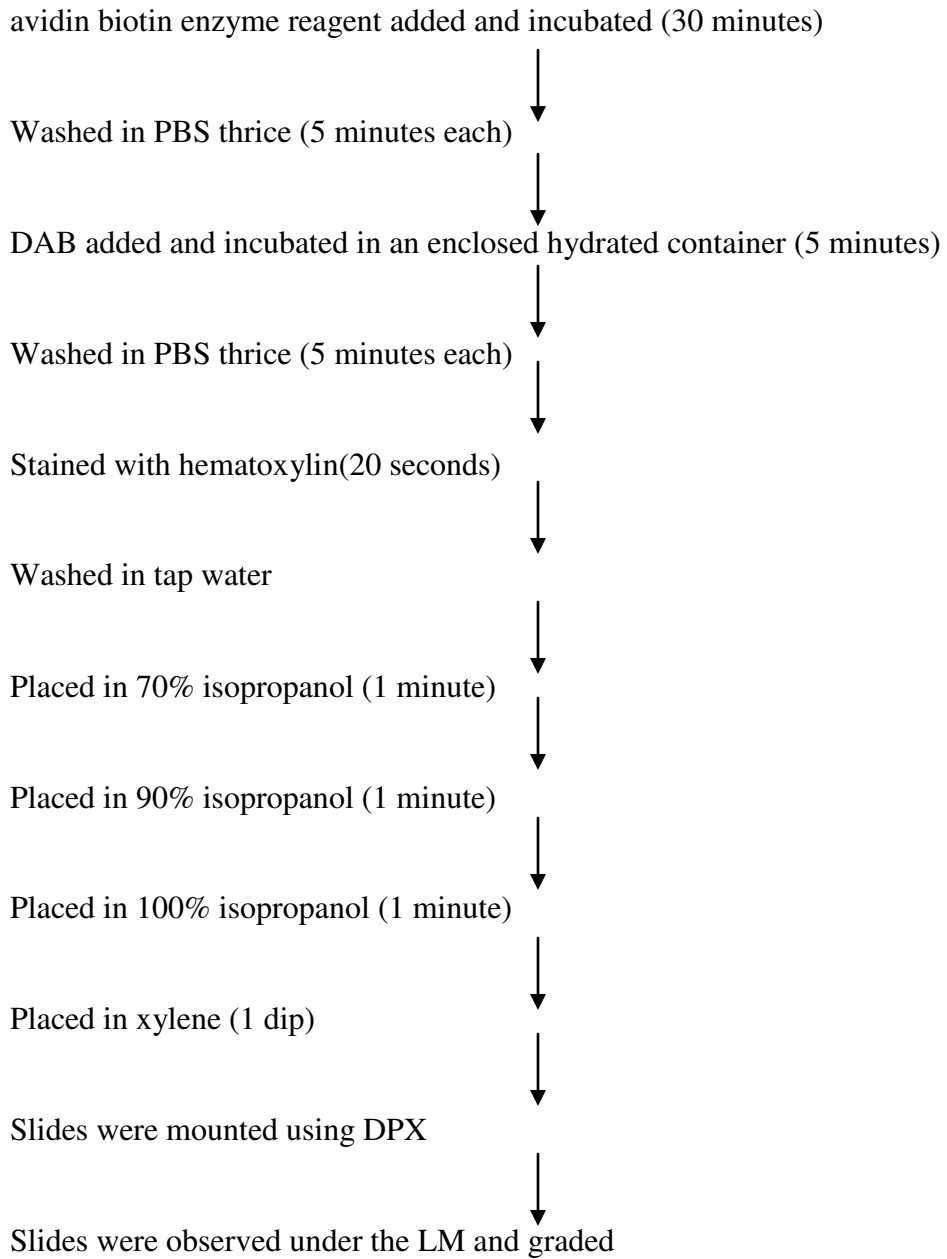 avidin biotin enzyme reagent added and incubated (30 minutes)
Washed in PBS thrice (5 minutes each)
DAB added and incubated in an enclosed hydrated container (5 minutes)
Washed in PBS thrice (5 minutes each)
Stained with hematoxylin(20 seconds)
Washed in tap water
Placed in 70% isopropanol (1 minute)
Placed in 90% isopropanol (1 minute)
Placed in 100% isopropanol (1 minute)
Placed in xylene (1 dip)
Slides were mounted using DPX
Slides were observed under the LM and graded